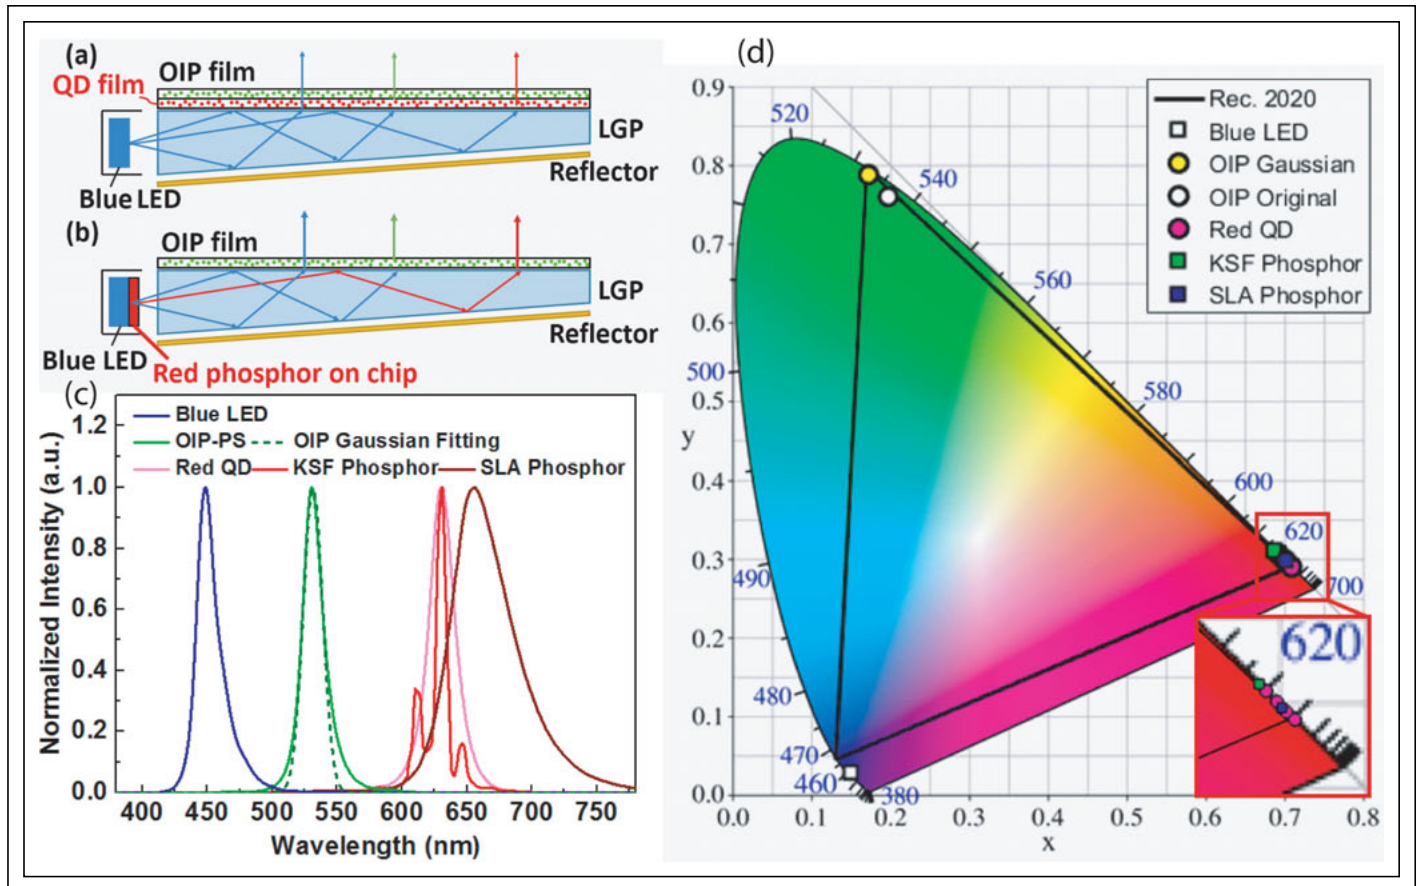 (a)
OIP film
QD film
LGP
Reflector
Blue LED
(b)
OIP film
LGP
Reflector
Blue LED
Red phosphor on chip
(c)
Blue LED
OIP-PS OIP Gaussian Fitting
Red QD KSF Phosphor SLA Phosphor
Normalized Intensity (a.u.)
1.2
1.0
0.8
0.6
0.4
0.2
0.0
400 450 500 550 600 650 700 750
Wavelength (nm)
(d)
Rec. 2020
Blue LED
OIP Gaussian
OIP Original
Red QD
KSF Phosphor
SLA Phosphor
0.9
0.8
0.7
0.6
0.5
0.4
0.3
0.2
0.1
0.0
y
520
540
560
580
600
620
700
500
490
480
470
460
380
620
0.0 0.1 0.2 0.3 0.4 0.5 0.6 0.7 0.8
x